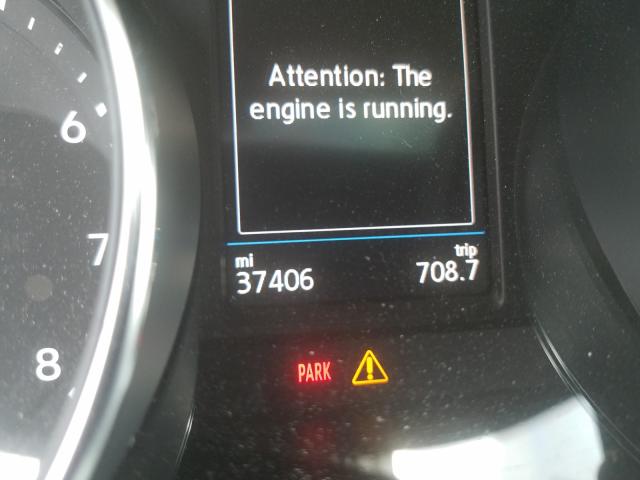 Attention: The
engine is running.
6
7
8
mi
trip
37406
708.7
PARK